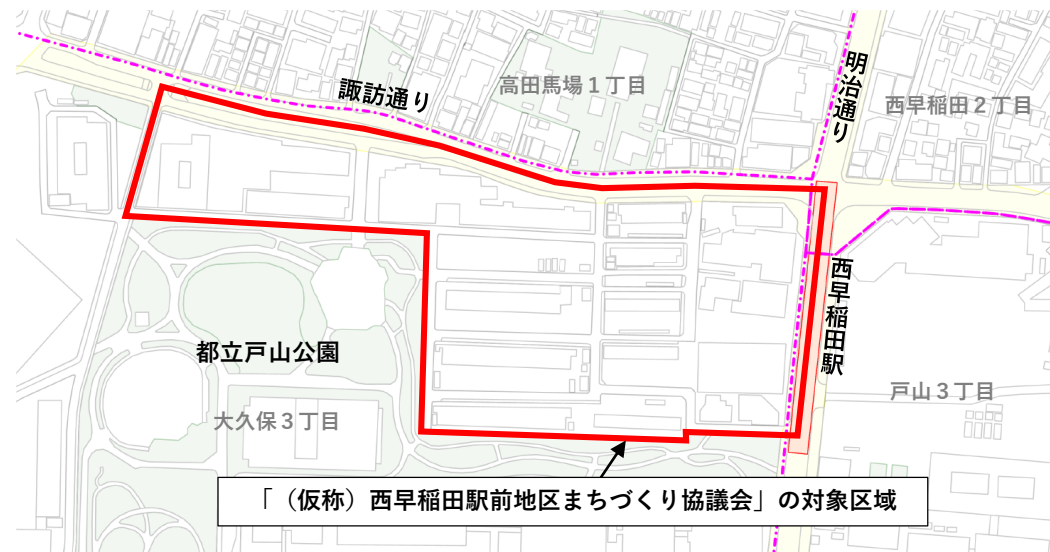 諏訪通り
高田馬場１丁目
明治通り
西早稲田２丁目
西早稲田駅
都立戸山公園
大久保３丁目
戸山３丁目
「（仮称）西早稲田駅前地区まちづくり協議会」の対象区域